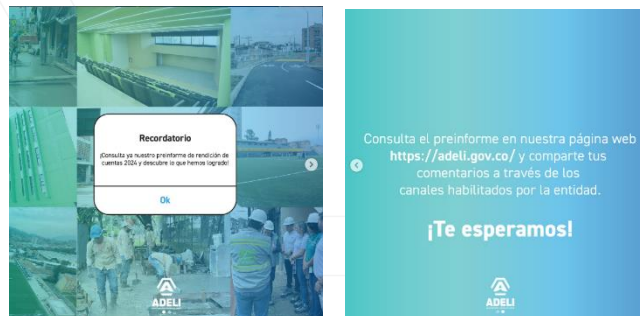 Recordatorio
¡Consulta ya nuestro preinforme de rendición de
cuentas 2024 y descubre lo que hemos logrado!
Ok
ADELI
Consulta el preinforme en nuestra página web
https://adeli.gov.co/ y comparte tus
comentarios a través de los
canales habilitados por la entidad.
¡Te esperamos!
ADELI